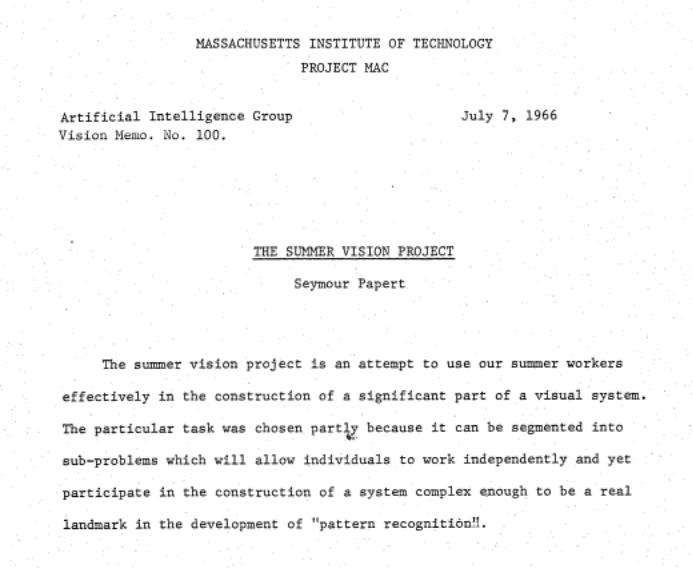 MASSACHUSETTS INSTITUTE OF TECHNOLOGY
PROJECT MAC
Artificial Intelligence Group July 7, 1966
Vision Memo. No. 100.
THE SUMMER VISION PROJECT
Seymour Papert
The summer vision project is an attempt to use our summer workers
effectively in the construction of a significant part of a visual system.
The particular task was chosen partly because it can be segmented into
sub-problems which will allow individuals to work independently and yet
participate in the construction of a system complex enough to be a real
landmark in the development of "pattern recognition".